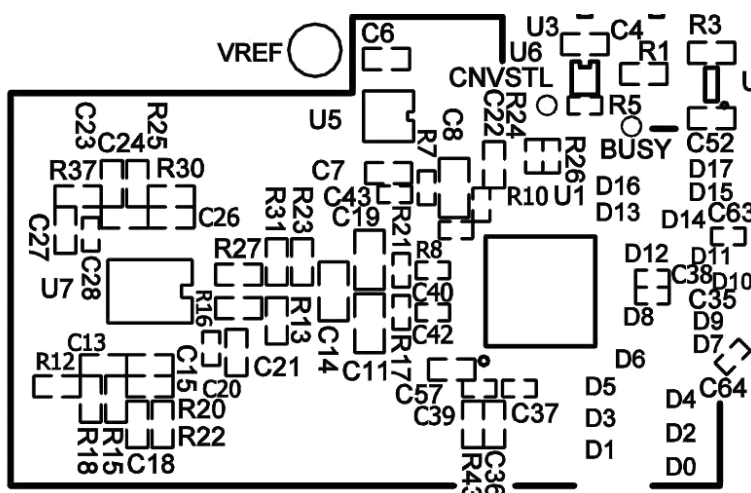 C6
U3
C4
R3
VREF
U6
R1
CNVSTL
U
U5
R5
C23
C24
R25
C8
C22
R24
BUSY
C52
R37
R30
C7
R7
R26
D17
C43
R10
U1
D16
D15
C27
C28
C26
R31
R23
C19
R21
D13
D14
C63
U7
R27
R8
D12
D11
C38
D10
R16
R13
C14
C40
C42
D8
C35
D9
R12
C13
C15
C20
C21
C11
R17
D6
D7
C57
C64
R20
C39
C37
D5
D4
R18
R15
R22
C18
D3
D2
R43
C36
D1
D0